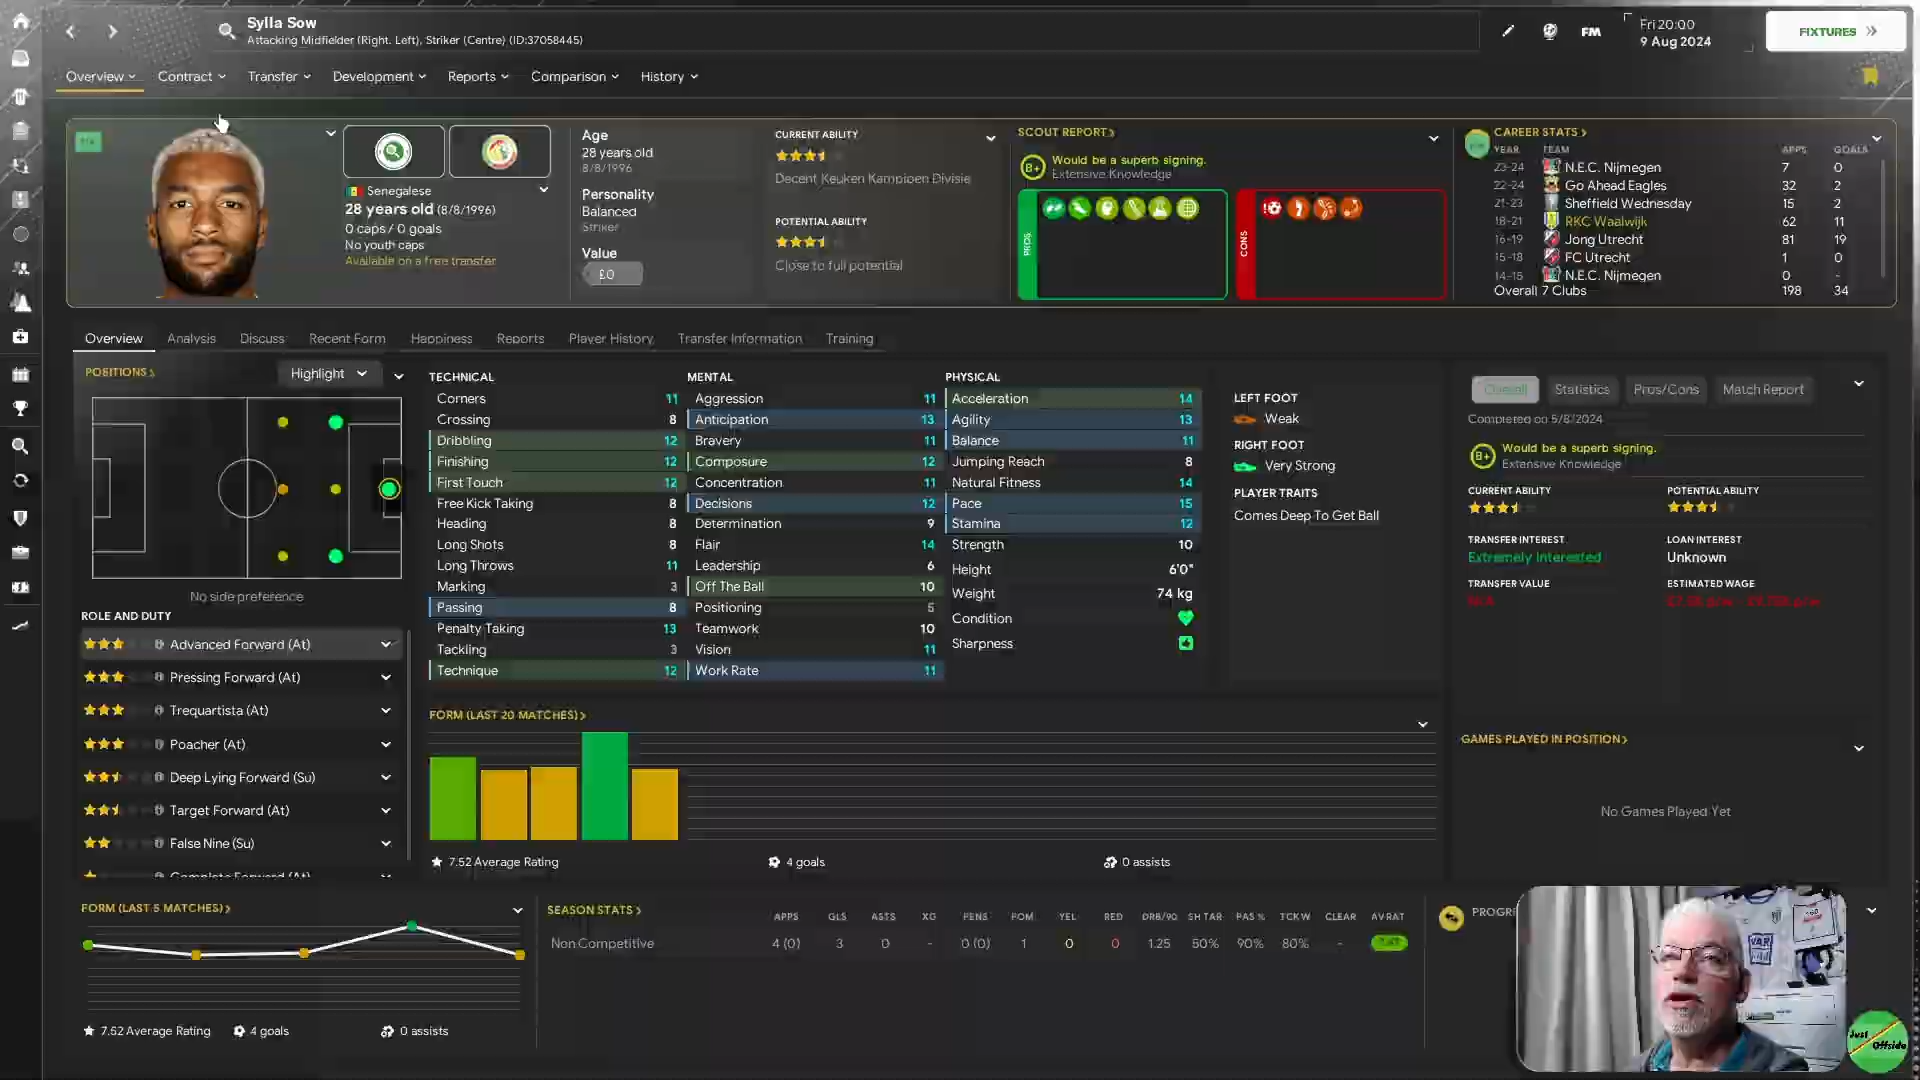 Sylla Sow
Attacking Midfielder (Right, Left), Striker (Centre) (ID:37058445)
FM
Fri 20:00
9 Aug 2024
FIXTURES
Overview
Contract
Transfer
Development
Reports
Comparison
History
Senegalese
28 years old (8/8/1996)
0 caps / 0 goals
No youth caps
Available on a free transfer
Age
28 years old
8/8/1996
Personality
Balanced
Striker
Value
£0
CURRENT ABILITY
Decent Keuken Kampioen Divisie
POTENTIAL ABILITY
Close to full potential
SCOUT REPORT
B+
Would be a superb signing.
Extensive Knowledge
PROS
CONS
CAREER STATS
YEAR TEAM APPS GOALS
23-24 N.E.C. Nijmegen 7 0
22-24 Go Ahead Eagles 32 2
21-23 Sheffield Wednesday 15 2
18-21 RKC Waalwijk 62 11
16-19 Jong Utrecht 81 19
15-18 FC Utrecht 1 0
14-15 N.E.C. Nijmegen 0 -
Overall 7 Clubs 198 34
Overview Analysis Discuss Recent Form Happiness Reports Player History Transfer Information Training
POSITIONS
Highlight
No side preference
ROLE AND DUTY
Advanced Forward (At)
Pressing Forward (At)
Trequartista (At)
Poacher (At)
Deep Lying Forward (Su)
Target Forward (At)
False Nine (Su)
Complete Forward (At)
TECHNICAL
Corners 11
Crossing 8
Dribbling 12
Finishing 12
First Touch 12
Free Kick Taking 8
Heading 8
Long Shots 8
Long Throws 11
Marking 3
Passing 8
Penalty Taking 13
Tackling 3
Technique 12
MENTAL
Aggression 11
Anticipation 13
Bravery 11
Composure 12
Concentration 11
Decisions 12
Determination 9
Flair 14
Leadership 6
Off The Ball 10
Positioning 5
Teamwork 10
Vision 11
Work Rate 11
PHYSICAL
Acceleration 14
Agility 13
Balance 11
Jumping Reach 8
Natural Fitness 14
Pace 15
Stamina 12
Strength 10
Height 6'0"
Weight 74 kg
Condition
Sharpness
LEFT FOOT
Weak
RIGHT FOOT
Very Strong
PLAYER TRAITS
Comes Deep To Get Ball
Overall Statistics Pros/Cons Match Report
Compared on 5/8/2024
B+
Would be a superb signing.
Extensive Knowledge
CURRENT ABILITY
POTENTIAL ABILITY
TRANSFER INTEREST
Extremely Interested
LOAN INTEREST
Unknown
TRANSFER VALUE
N/A
ESTIMATED WAGE
FORM (LAST 20 MATCHES)
7.52 Average Rating
4 goals
0 assists
GAMES PLAYED IN POSITION
No Games Played Yet
FORM (LAST 5 MATCHES)
7.52 Average Rating
4 goals
0 assists
SEASON STATS
APPS GLS ASTS XG PENS POM YEL RED DRB/90 SH TAR PAS % TCK W CLEAR AV RAT
Non Competitive 4 (0) 3 0 - 0 (0) 1 0 0 1.25 50% 90% 80% -
VAR
Just
Offside